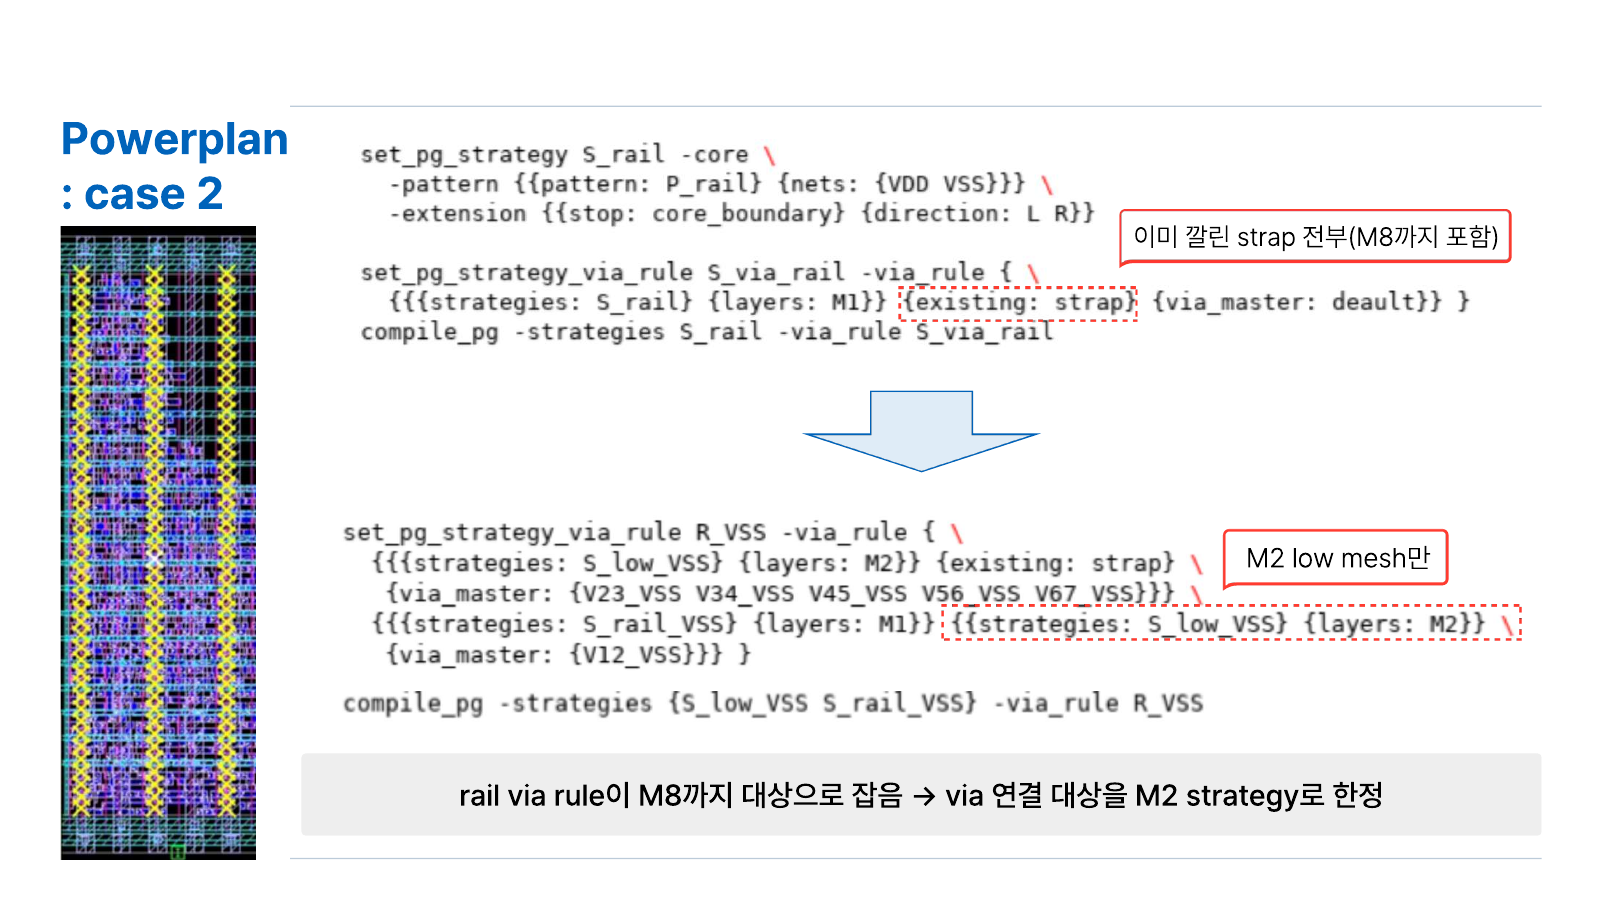 Powerplan
: case 2
set_pg_strategy S_rail -core \
-pattern {{pattern: P_rail} {nets: {VDD VSS}}} \
-extension {{stop: core_boundary} {direction: L R}}
이미 깔린 strap 전부(M8까지 포함)
set_pg_strategy_via_rule S_via_rail -via_rule { \
{{{strategies: S_rail} {layers: M1}} {existing: strap} {via_master: deault}} }
compile_pg -strategies S_rail -via_rule S_via_rail
set_pg_strategy_via_rule R_VSS -via_rule { \
{{{strategies: S_low_VSS} {layers: M2}} {existing: strap} \
M2 low mesh만
{via_master: {V23_VSS V34_VSS V45_VSS V56_VSS V67_VSS}}} \
{{{strategies: S_rail_VSS} {layers: M1}} {{strategies: S_low_VSS} {layers: M2}} \
{via_master: {V12_VSS}}} }
compile_pg -strategies {S_low_VSS S_rail_VSS} -via_rule R_VSS
rail via rule이 M8까지 대상으로 잡음 → via 연결 대상을 M2 strategy로 한정